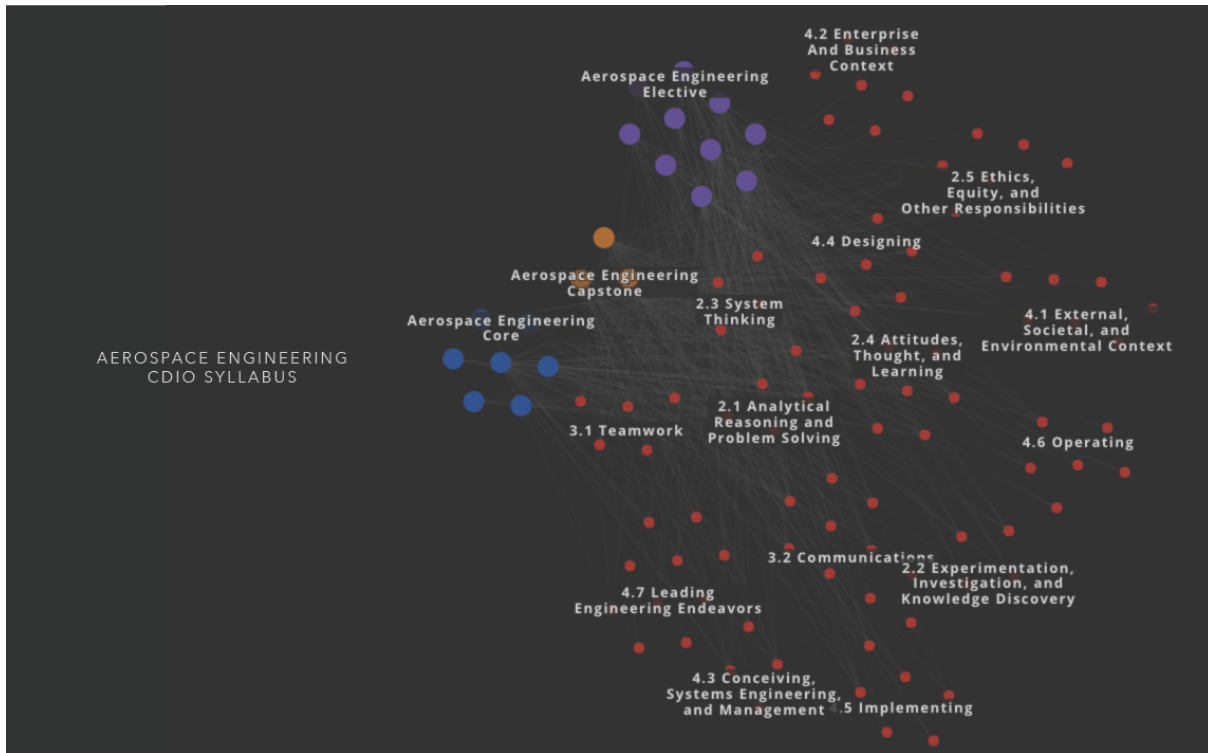 4.2 Enterprise
And Business
Context
Aerospace Engineering
Elective
2.5 Ethics,
Equity, and
Other Responsibilities
4.4 Designing
Aerospace Engineering
Capstone
2.3 System
Thinking
Aerospace Engineering
Core
4.1 External,
Societal, and
Environmental Context
2.4 Attitudes,
Thought, and
Learning
AEROSPACE ENGINEERING
CDIO SYLLABUS
2.1 Analytical
Reasoning and
Problem Solving
3.1 Teamwork
4.6 Operating
3.2 Communications
2.2 Experimentation,
Investigation, and
Knowledge Discovery
4.7 Leading
Engineering Endeavors
4.3 Conceiving,
Systems Engineering,
and Management
4.5 Implementing